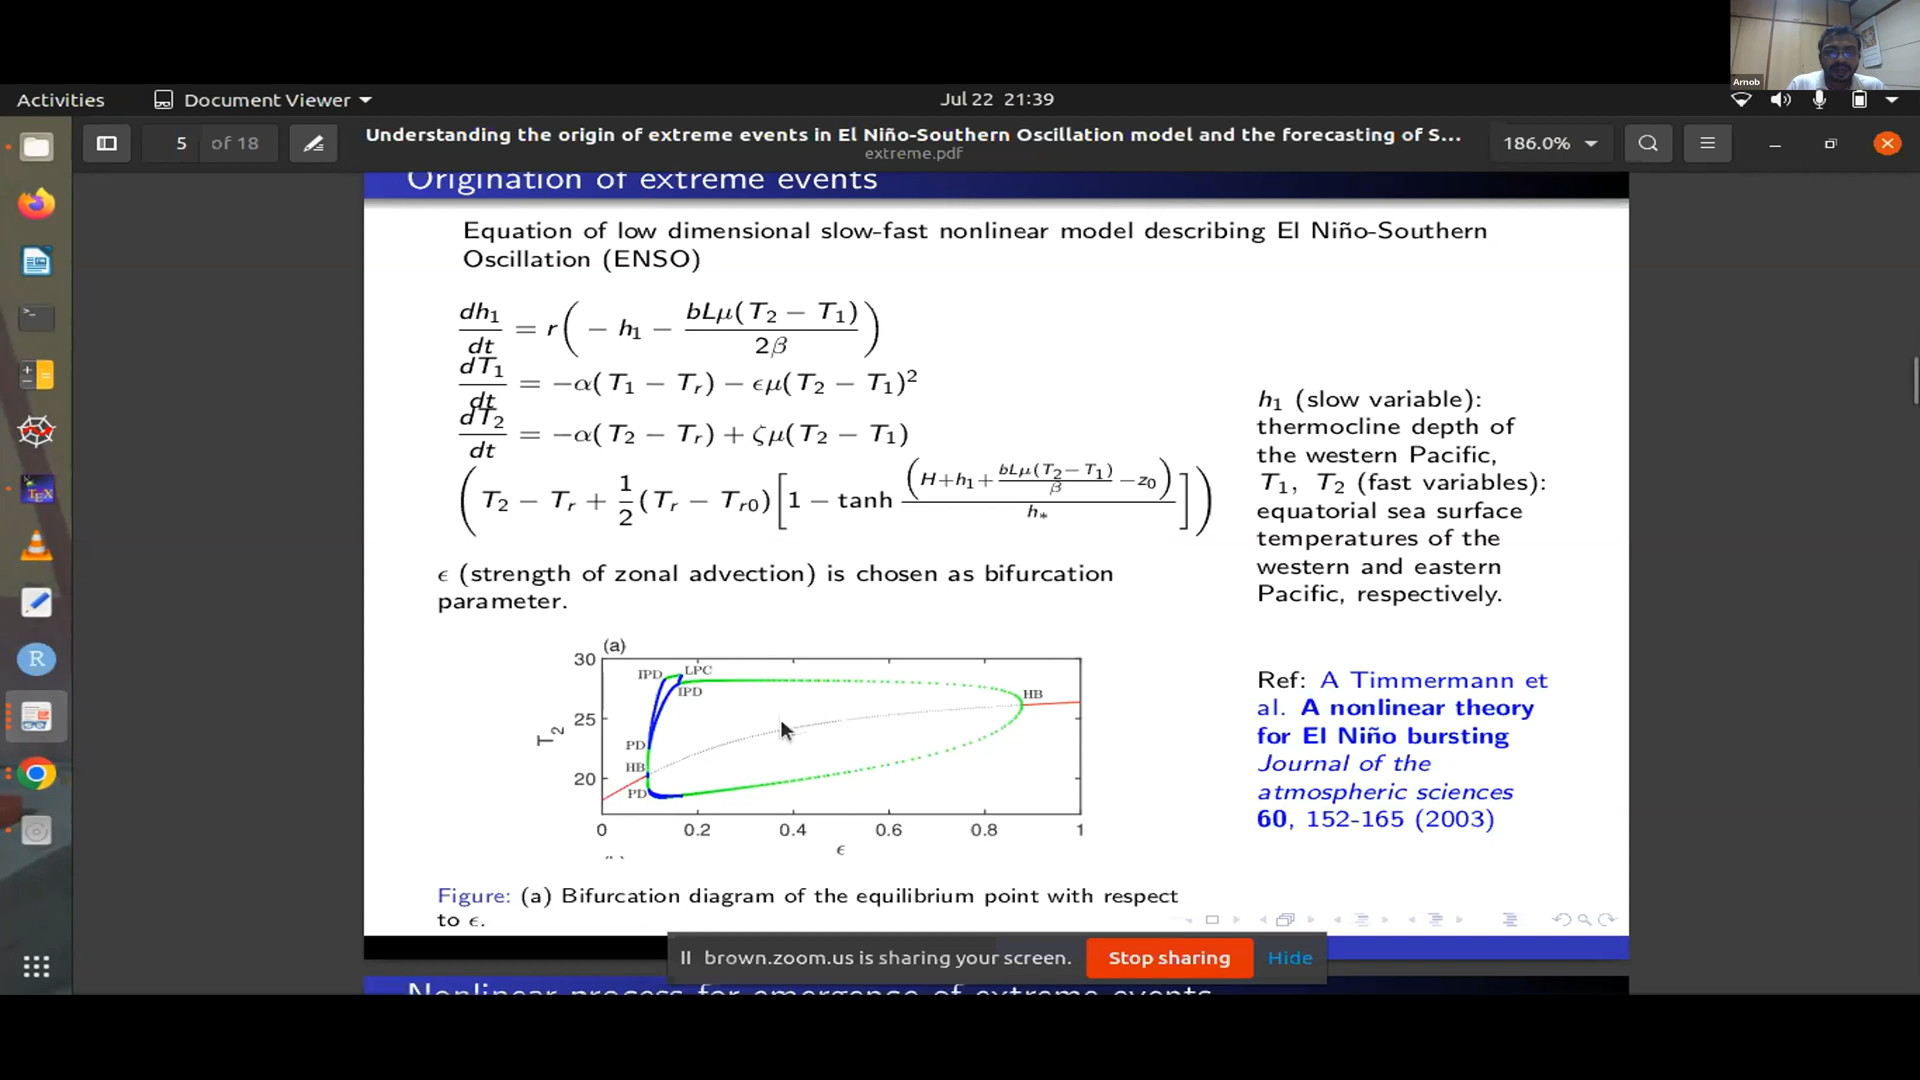 Arnob
Activities Document Viewer Jul 22 21:39
5 of 18 Understanding the origin of extreme events in El Niño-Southern Oscillation model and the forecasting of S... 186.0%
extreme.pdf
Origination of extreme events
Equation of low dimensional slow-fast nonlinear model describing El Niño-Southern
Oscillation (ENSO)
dh₁/dt = r( − h₁ − bLμ(T₂ − T₁)/2β )
dT₁/dt = −α(T₁ − Tᵣ) − ϵμ(T₂ − T₁)²
dT₂/dt = −α(T₂ − Tᵣ) + ζμ(T₂ − T₁)
( T₂ − Tᵣ + 1/2 (Tᵣ − Tᵣ₀) [ 1 − tanh (H+h₁+ bLμ(T₂−T₁)/β −z₀)/h* ] )
h₁ (slow variable):
thermocline depth of
the western Pacific,
T₁, T₂ (fast variables):
equatorial sea surface
temperatures of the
western and eastern
Pacific, respectively.
ϵ (strength of zonal advection) is chosen as bifurcation
parameter.
(a)
30
25
20
T₂
IPD
LPC
IPD
HB
PD
HB
PD
0 0.2 0.4 0.6 0.8 1
ϵ
Ref: A Timmermann et
al. A nonlinear theory
for El Niño bursting
Journal of the
atmospheric sciences
60, 152-165 (2003)
Figure: (a) Bifurcation diagram of the equilibrium point with respect
to ϵ.
brown.zoom.us is sharing your screen. Stop sharing Hide
Nonlinear process for emergence of extreme events